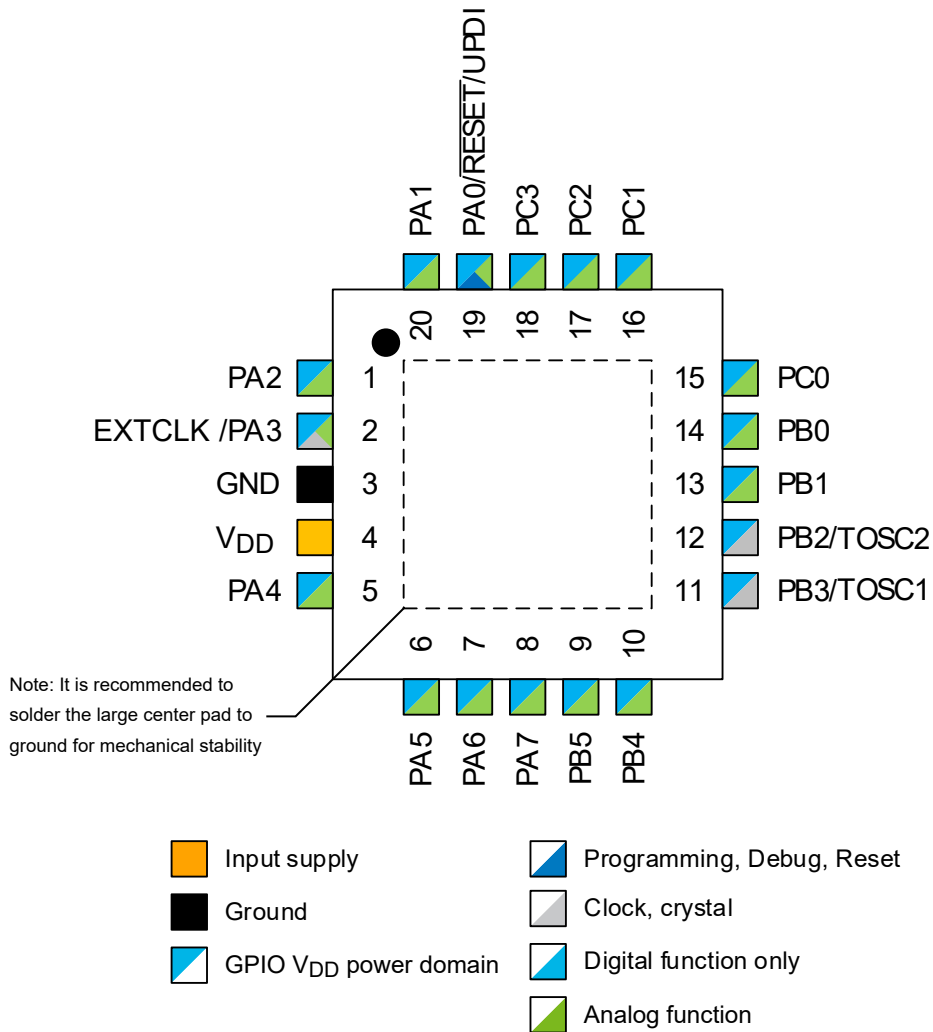 PA1
PA0/RESET/UPDI
PC3
PC2
PC1
20
19
18
17
16
PA2
1
15
PC0
EXTCLK /PA3
2
14
PB0
GND
3
13
PB1
VDD
4
12
PB2/TOSC2
PA4
5
11
PB3/TOSC1
6
7
8
9
10
PA5
PA6
PA7
PB5
PB4
Note: It is recommended to
solder the large center pad to
ground for mechanical stability
Input supply
Programming, Debug, Reset
Ground
Clock, crystal
GPIO VDD power domain
Digital function only
Analog function